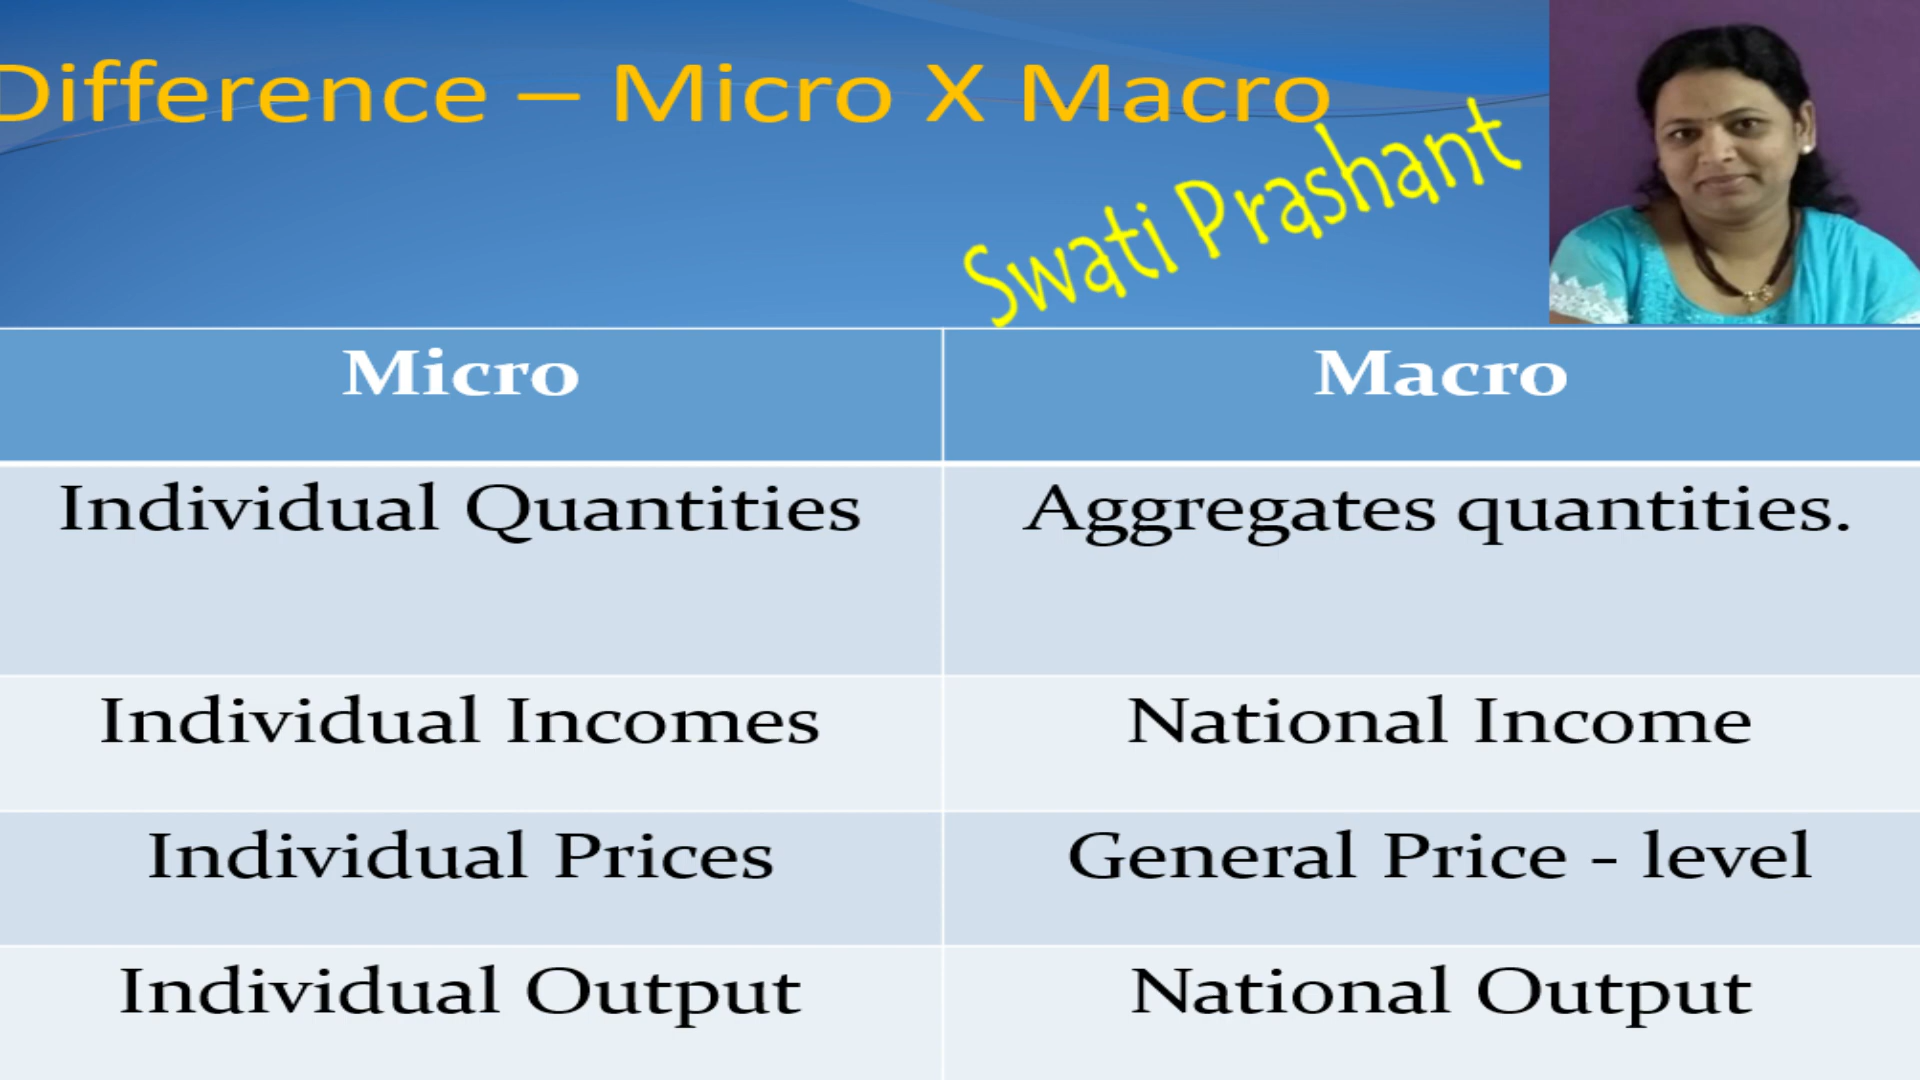 Difference – Micro X Macro
Swati Prashant
Micro Macro
Individual Quantities Aggregates quantities.
Individual Incomes National Income
Individual Prices General Price - level
Individual Output National Output